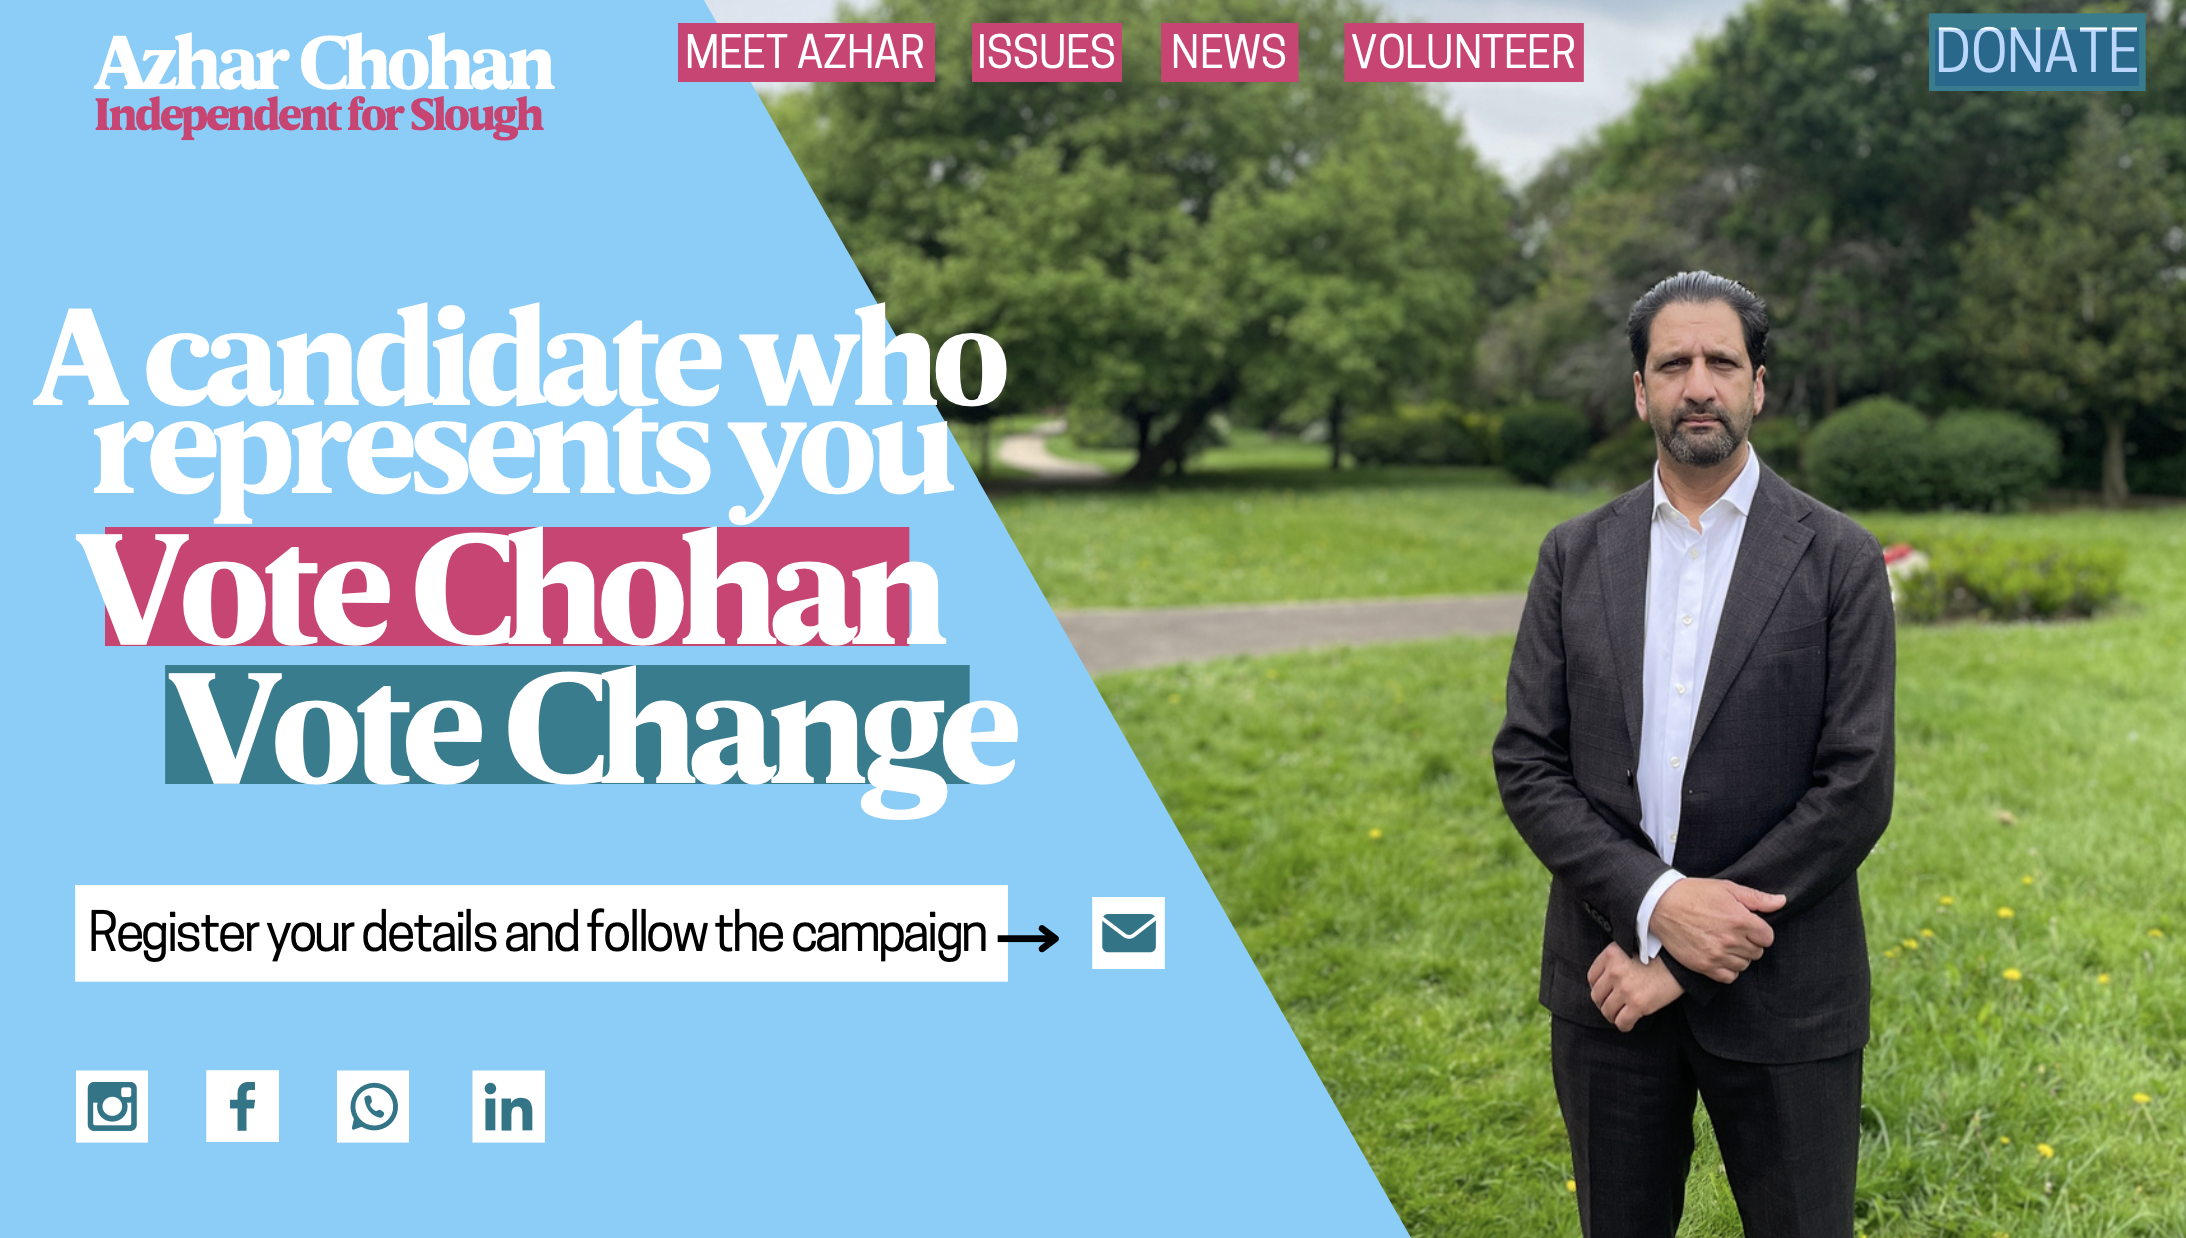 Azhar Chohan
Independent for Slough
MEET AZHAR
ISSUES
NEWS
VOLUNTEER
DONATE
A candidate who
represents you
Vote Chohan
Vote Change
Register your details and follow the campaign